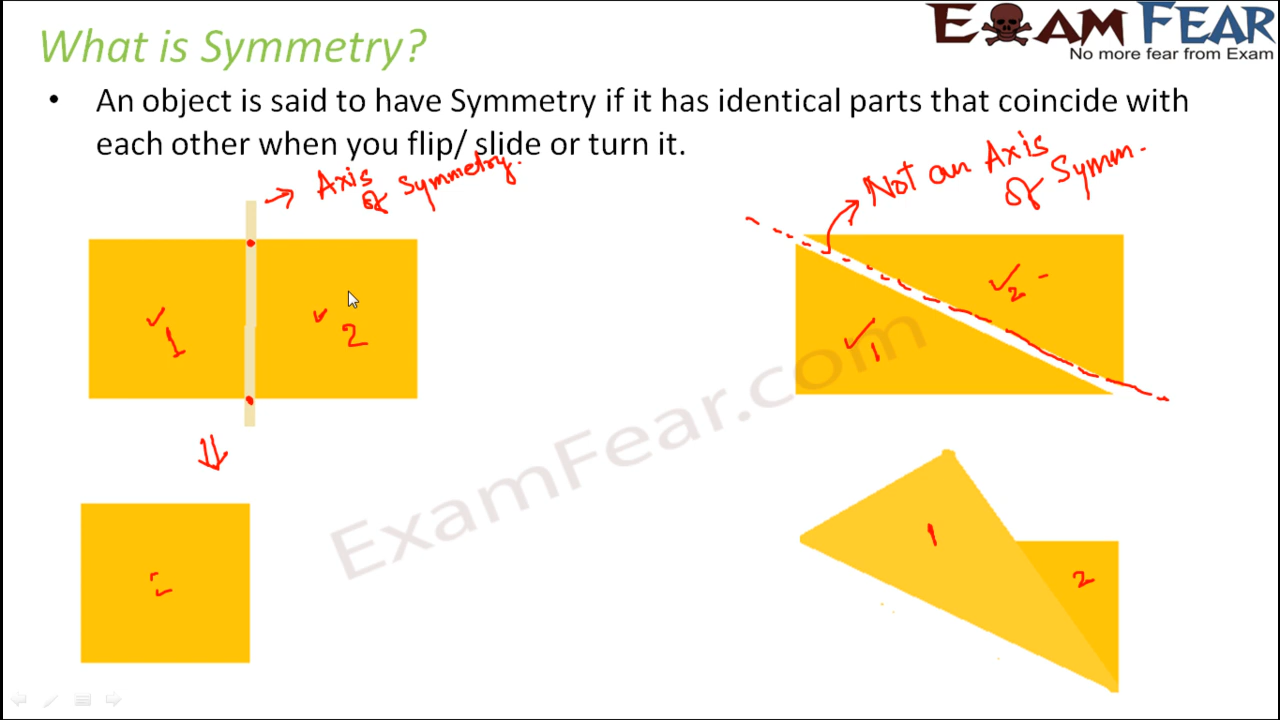 What is Symmetry?
EXAM FEAR
No more fear from Exam
• An object is said to have Symmetry if it has identical parts that coincide with
each other when you flip/ slide or turn it.
Axis
of Symmetry.
Not an Axis
of Symm.
1
2
2
1
ExamFear.com
1
2